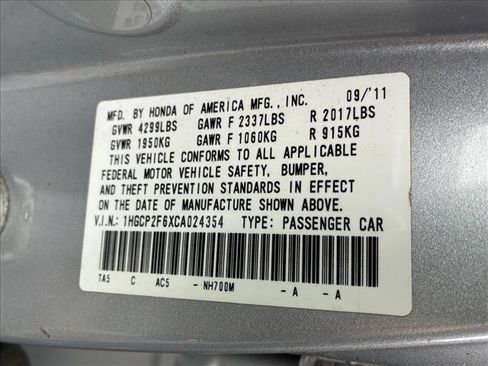 MFD. BY HONDA OF AMERICA MFG., INC. 09/'11
GVWR 4299LBS GAWR F 2337LBS R 2017LBS
GVWR 1950KG GAWR F 1060KG R 915KG
THIS VEHICLE CONFORMS TO ALL APPLICABLE
FEDERAL MOTOR VEHICLE SAFETY, BUMPER,
AND THEFT PREVENTION STANDARDS IN EFFECT
ON THE DATE OF MANUFACTURE SHOWN ABOVE.
V.I.N.: 1HGCP2F6XCA024354 TYPE: PASSENGER CAR
TA5 C AC5 - NH700M - A - A